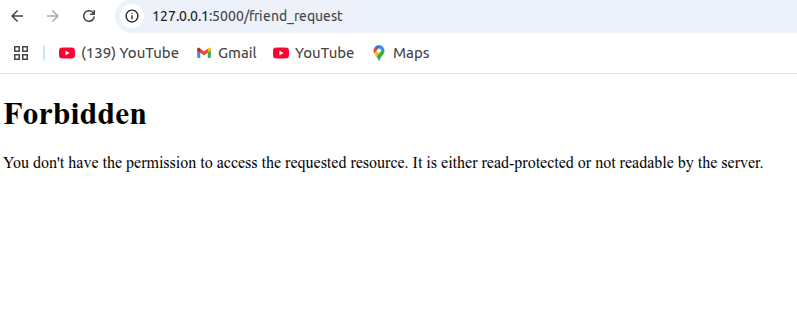 127.0.0.1:5000/friend_request
(139) YouTube Gmail YouTube Maps
Forbidden
You don't have the permission to access the requested resource. It is either read-protected or not readable by the server.